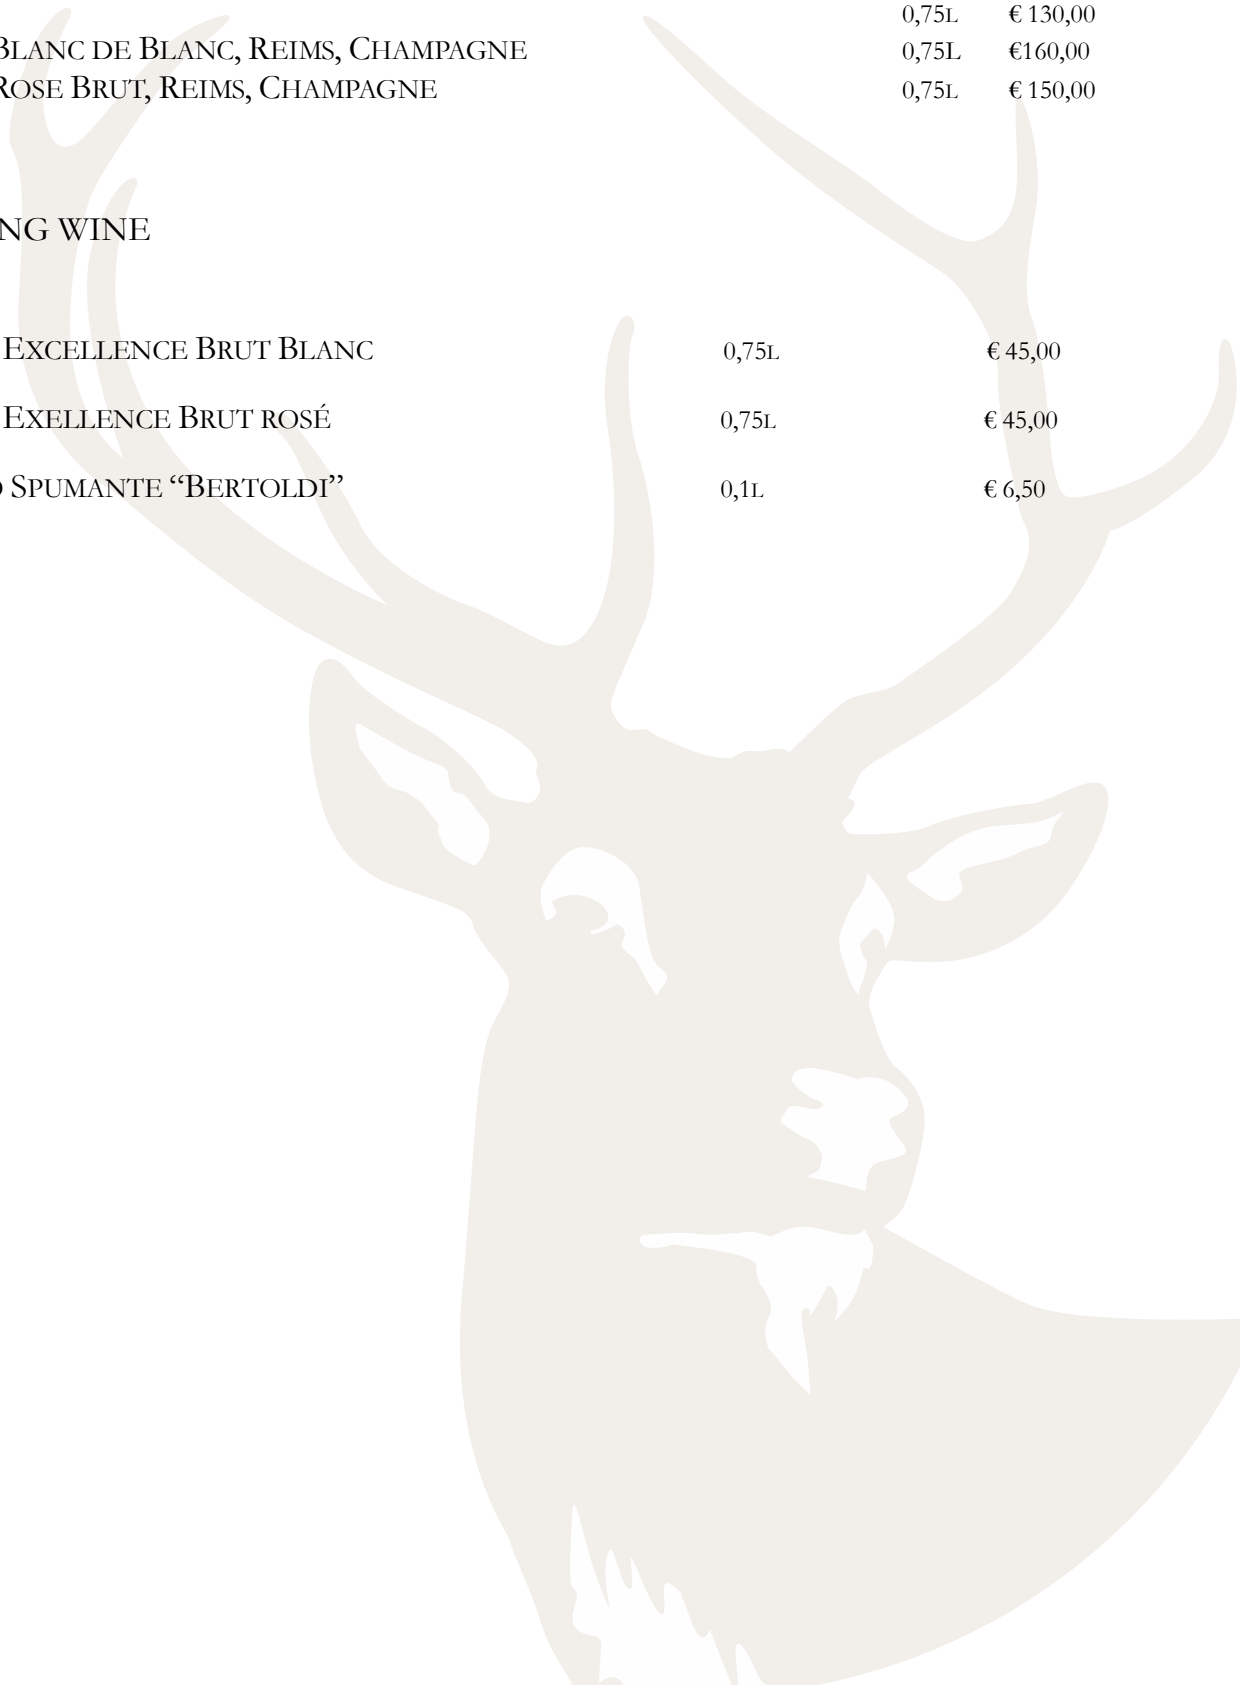 0,75L € 130,00
BLANC DE BLANC, REIMS, CHAMPAGNE 0,75L €160,00
ROSE BRUT, REIMS, CHAMPAGNE 0,75L € 150,00
NG WINE
EXCELLENCE BRUT BLANC 0,75L € 45,00
EXELLENCE BRUT ROSÉ 0,75L € 45,00
SPUMANTE “BERTOLDI” 0,1L € 6,50